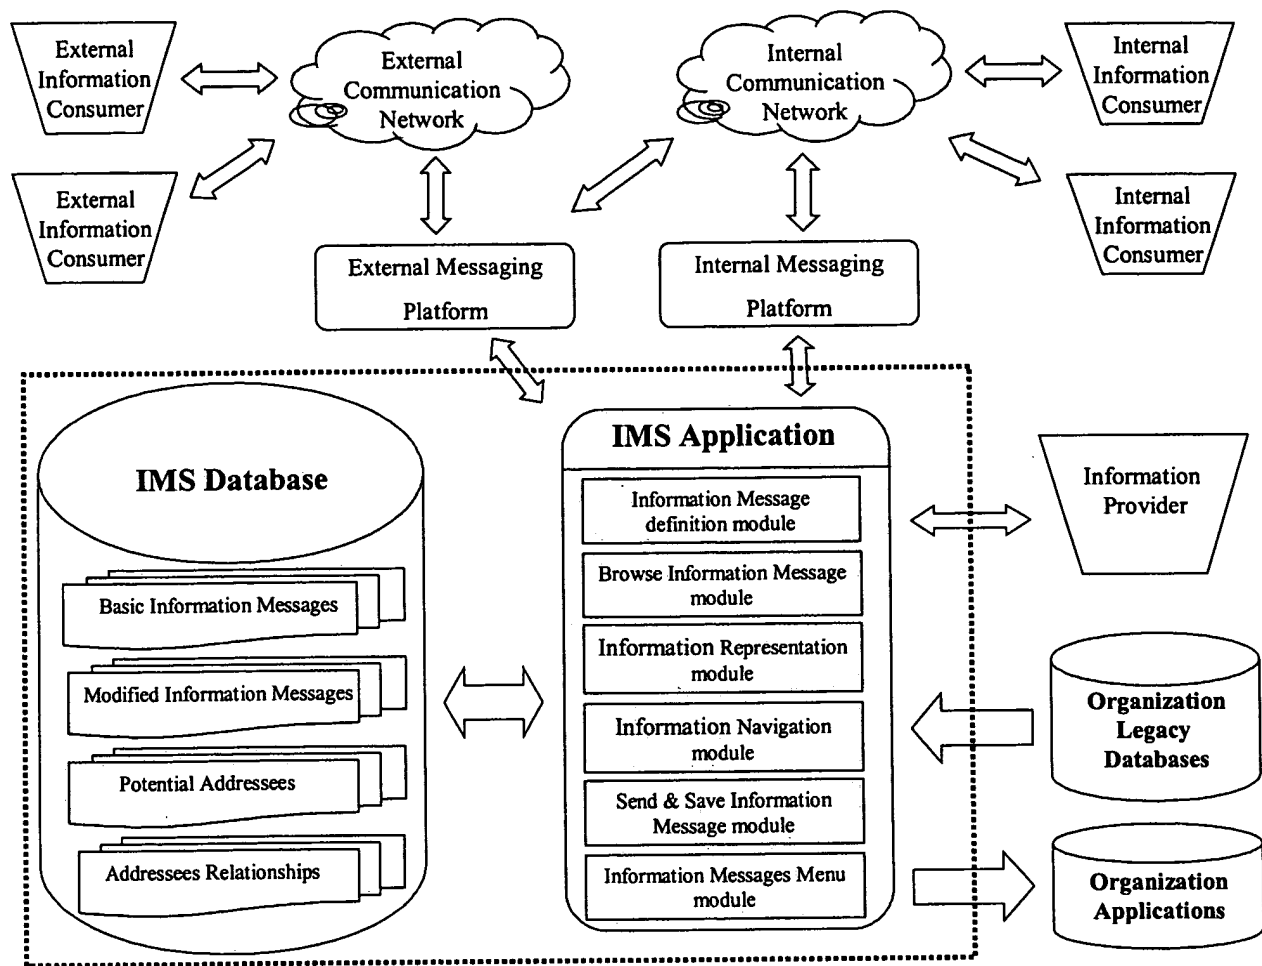 External
Information
Consumer
External
Communication
Network
Internal
Communication
Network
Internal
Information
Consumer
External
Information
Consumer
Internal
Information
Consumer
External Messaging
Platform
Internal Messaging
Platform
IMS Database
Basic Information Messages
Modified Information Messages
Potential Addressees
Addressees Relationships
IMS Application
Information Message
definition module
Browse Information Message
module
Information Representation
module
Information Navigation
module
Send & Save Information
Message module
Information Messages Menu
module
Information
Provider
Organization
Legacy
Databases
Organization
Applications